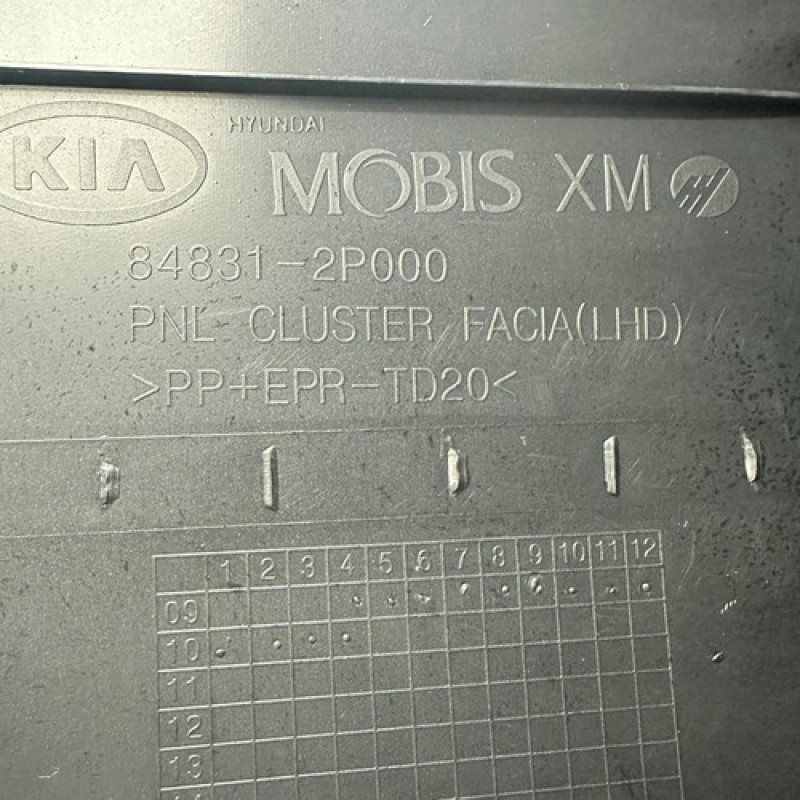 KIA
HYUNDAI
MOBIS XM
84831-2P000
PNL CLUSTER FACIA(LHD)
>PP+EPR-TD20<
1 2 3 4 5 6 7 8 9 10 11 12
09
10
11
12
13
14